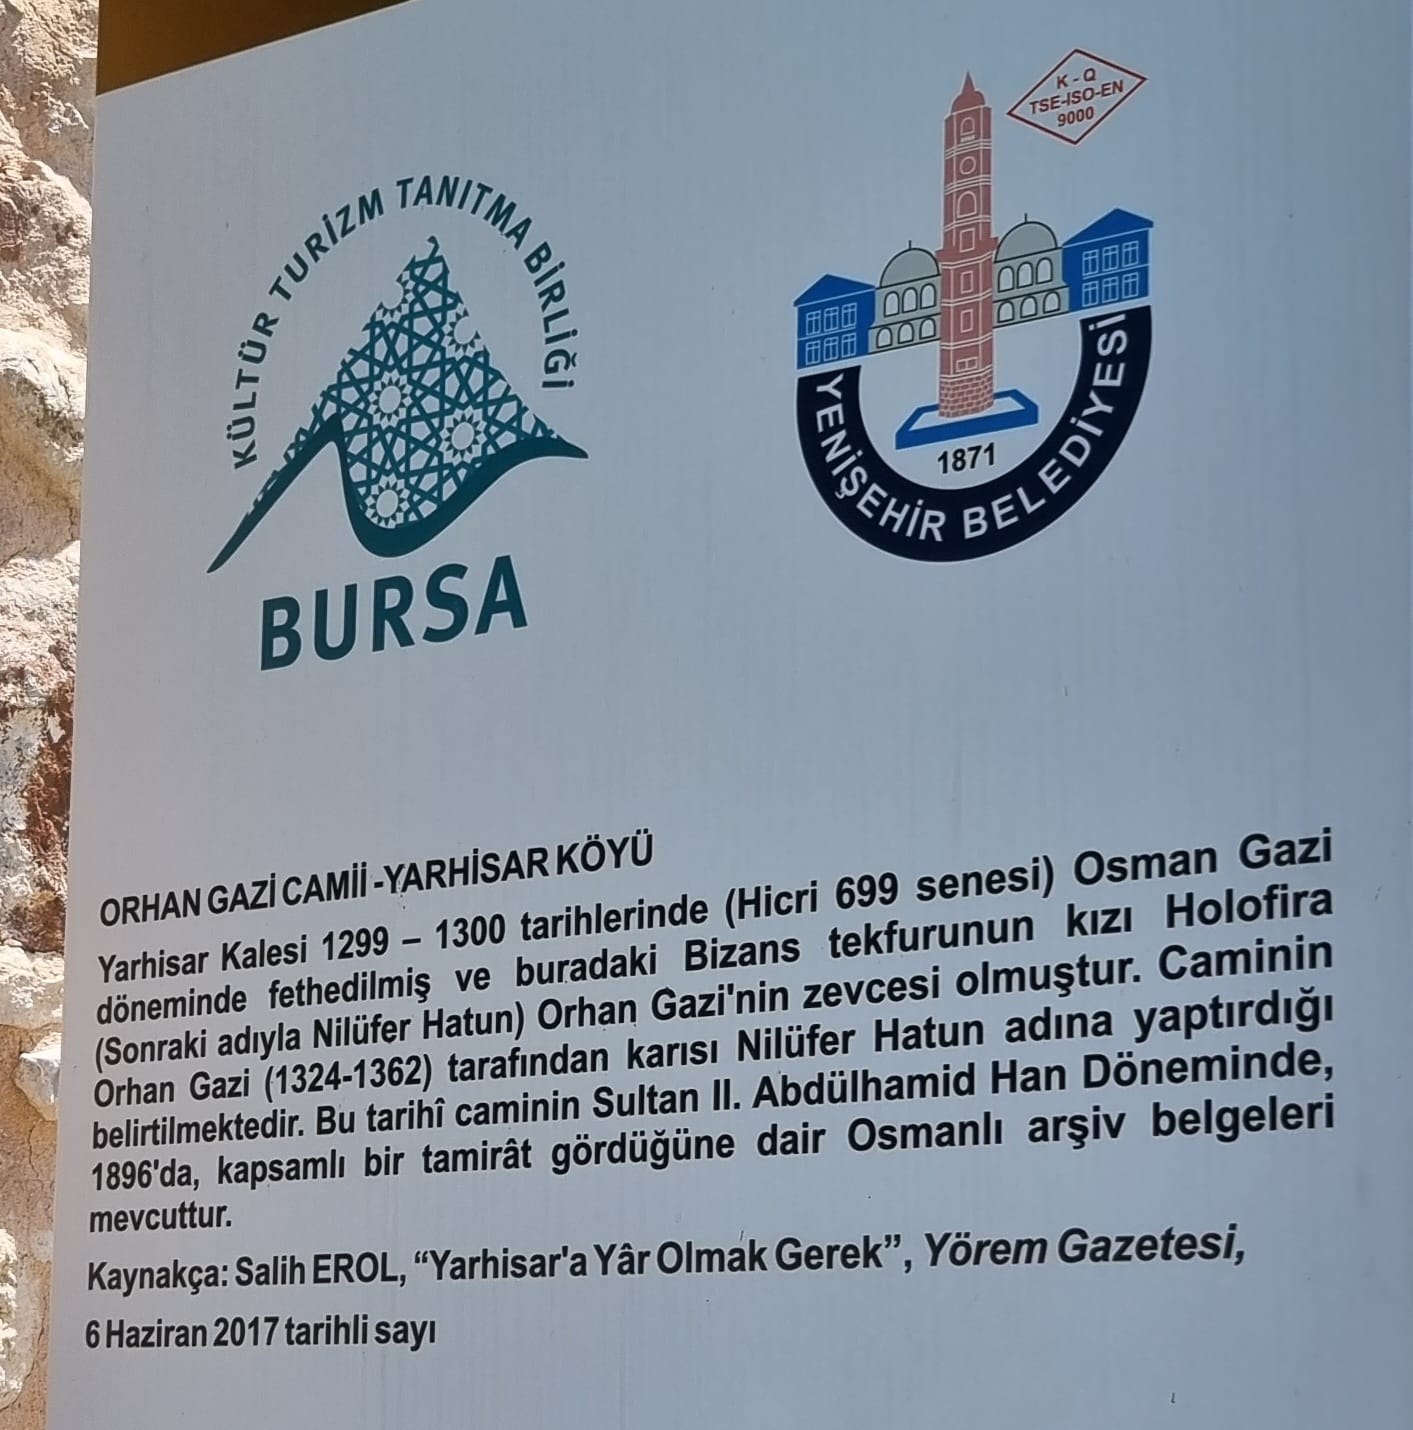 KÜLTÜR TURİZM TANITMA BİRLİĞİ
BURSA
K - Q
TSE-ISO-EN
9000
1871
YENİŞEHİR BELEDİYESİ
ORHAN GAZİ CAMİİ -YARHİSAR KÖYÜ
Yarhisar Kalesi 1299 – 1300 tarihlerinde (Hicri 699 senesi) Osman Gazi
döneminde fethedilmiş ve buradaki Bizans tekfurunun kızı Holofira
(Sonraki adıyla Nilüfer Hatun) Orhan Gazi'nin zevcesi olmuştur. Caminin
Orhan Gazi (1324-1362) tarafından karısı Nilüfer Hatun adına yaptırdığı
belirtilmektedir. Bu tarihî caminin Sultan II. Abdülhamid Han Döneminde,
1896'da, kapsamlı bir tamirât gördüğüne dair Osmanlı arşiv belgeleri
mevcuttur.
Kaynakça: Salih EROL, “Yarhisar'a Yâr Olmak Gerek”, Yörem Gazetesi,
6 Haziran 2017 tarihli sayı